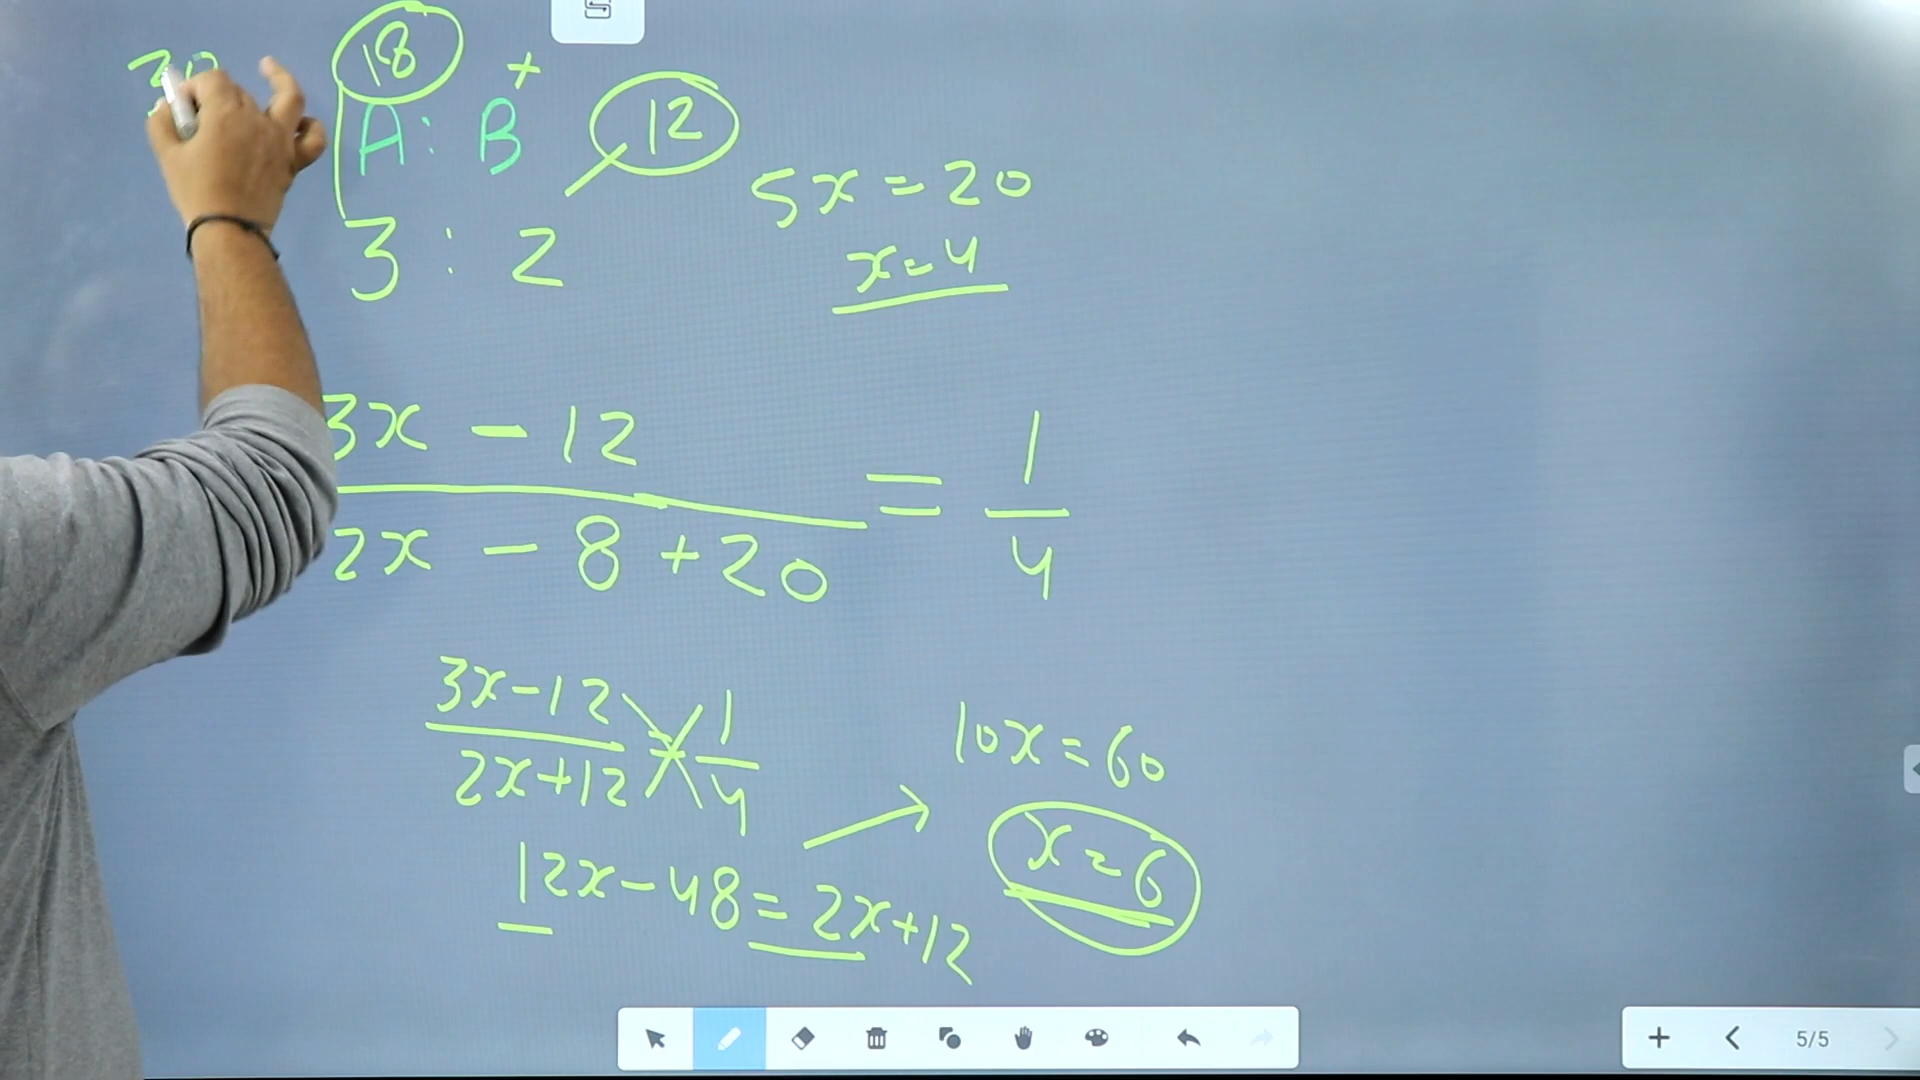 30
18 +
A : B 12
3 : 2
5x = 20
x = 4
3x - 12
2x - 8 + 20
= 1
4
3x - 12
2x + 12
= 1
4
12x - 48 = 2x + 12
10x = 60
x = 6
5/5